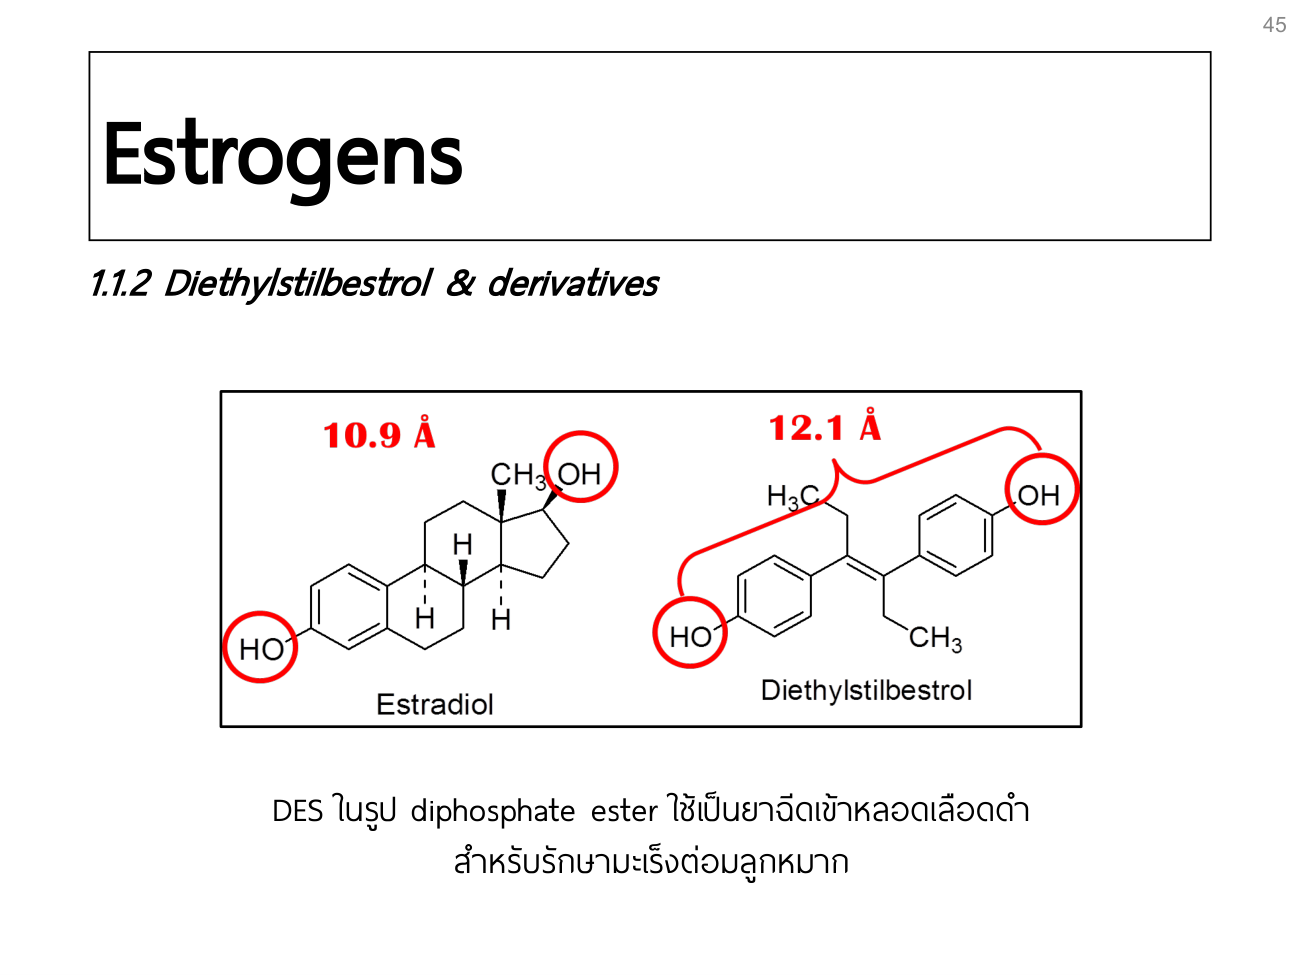 45
Estrogens
1.1.2 Diethylstilbestrol & derivatives
10.9 Å
12.1 Å
CH3 OH
H3C
OH
H
H
H
HO
HO
CH3
Estradiol
Diethylstilbestrol
DES ในรูป diphosphate ester ใช้เป็นยาฉีดเข้าหลอดเลือดดำ
สำหรับรักษามะเร็งต่อมลูกหมาก